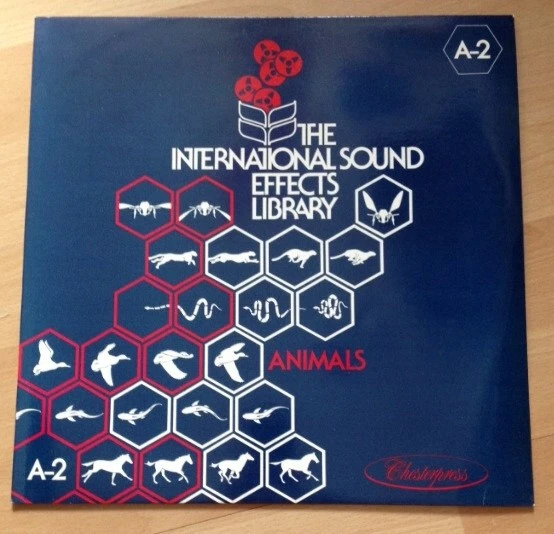 A-2
THE
INTERNATIONAL SOUND
EFFECTS
LIBRARY
ANIMALS
A-2
Chesterpress